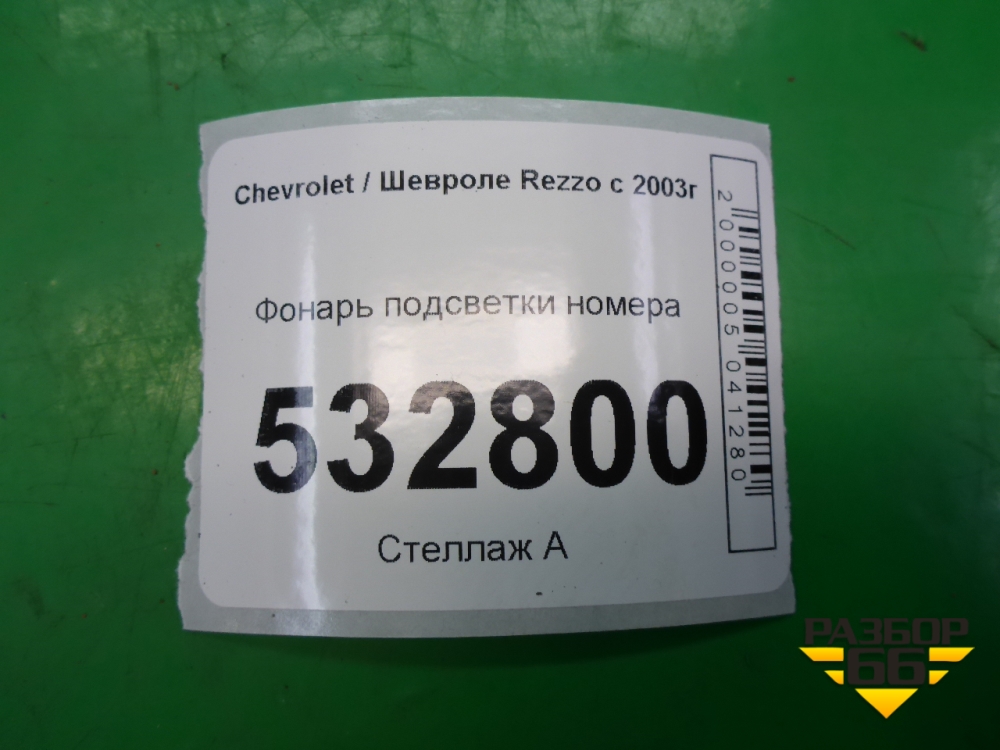 Chevrolet / Шевроле Rezzo с 2003г
Фонарь подсветки номера
532800
Стеллаж А
2000005041280
РАЗБОР
66